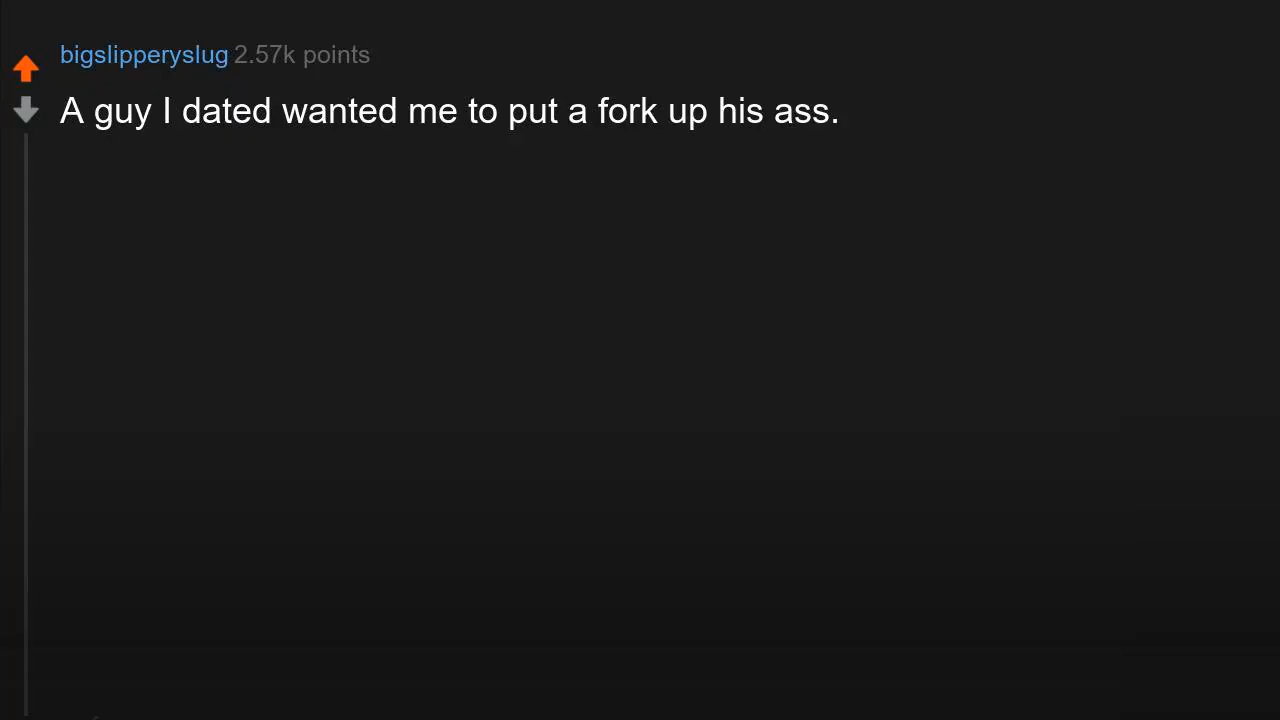 bigslipperyslug 2.57k points
A guy I dated wanted me to put a fork up his ass.